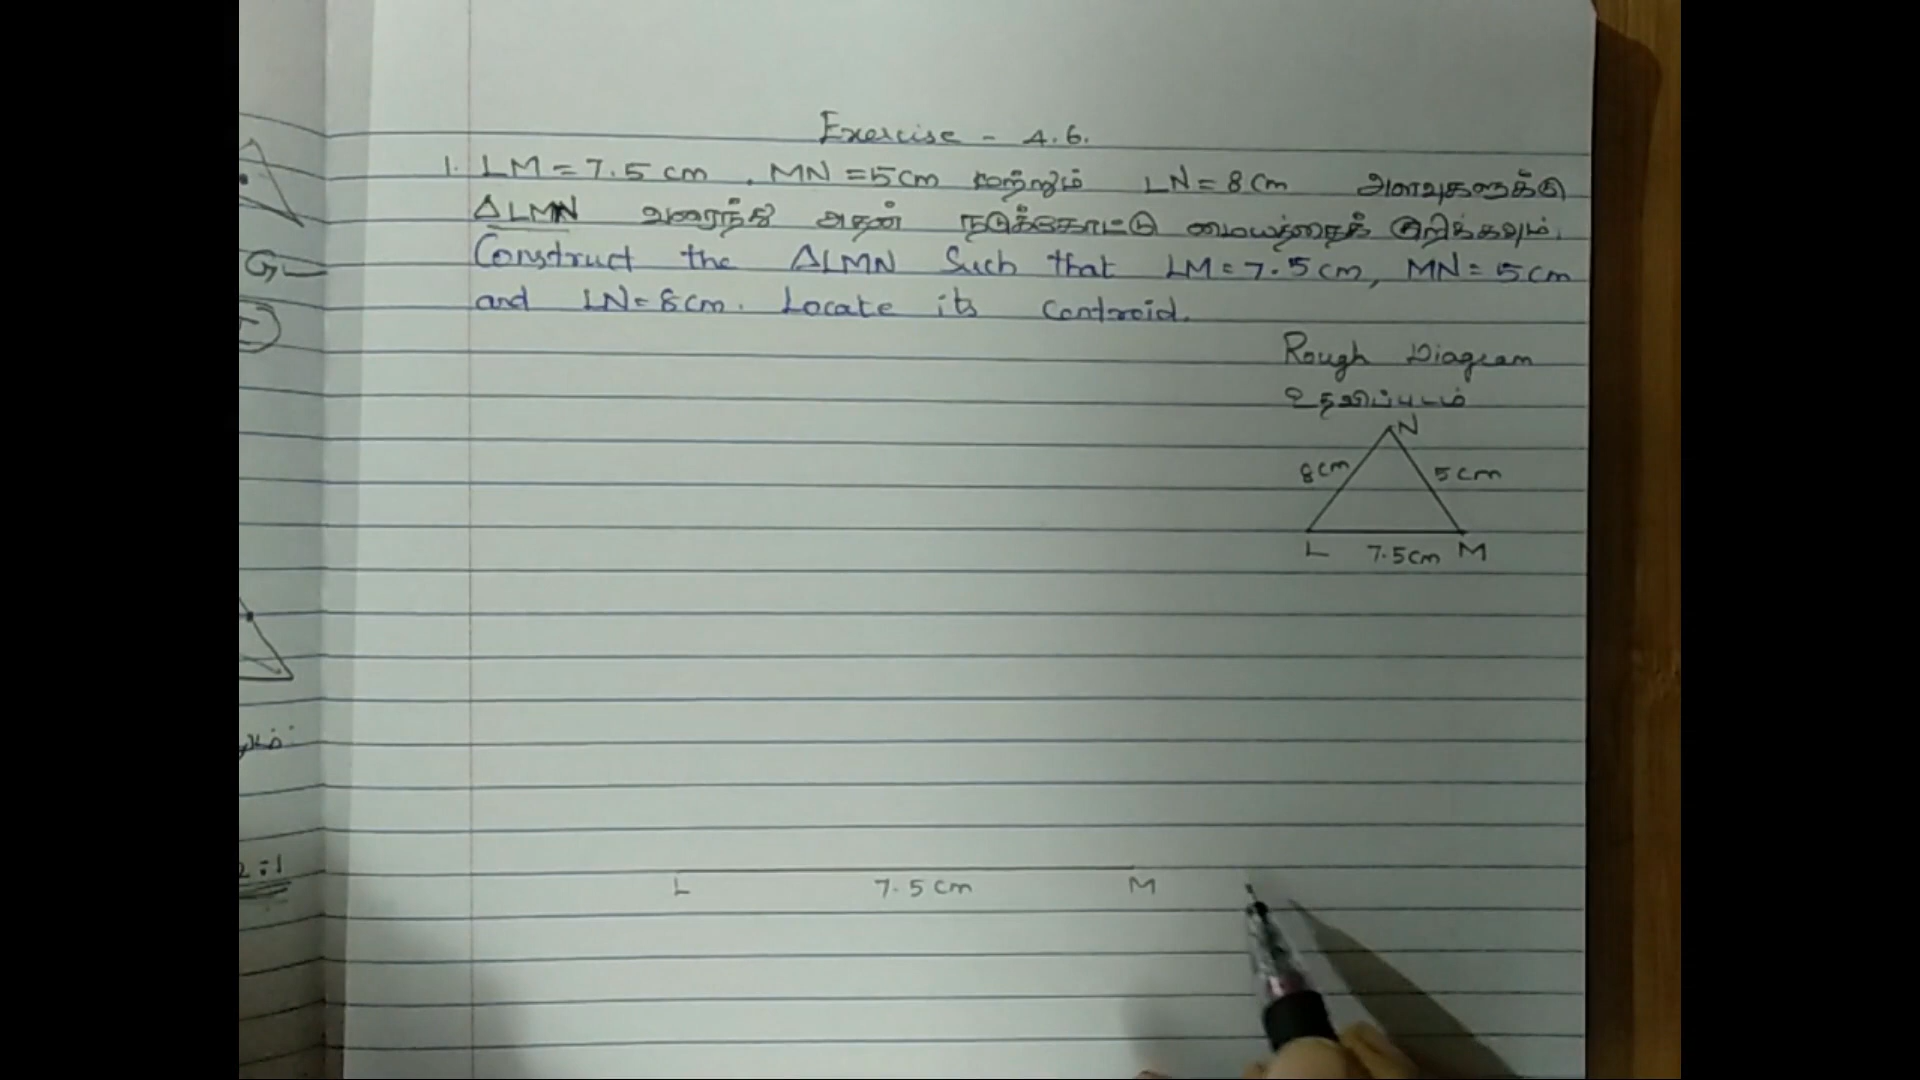 Exercise - 4.6.
1. LM = 7.5 cm, MN = 5 cm மற்றும் LN = 8 cm அளவுகளுக்கு
ΔLMN வரைந்து அதன் நடுக்கோட்டு மையத்தைக் குறிக்கவும்.
Construct the ΔLMN Such that LM = 7.5 cm, MN = 5 cm
and LN = 8 cm. Locate its Centroid.
Rough Diagram
உதவிப்படம்
N
8 cm 5 cm
L 7.5 cm M
2:1
L 7.5 cm M